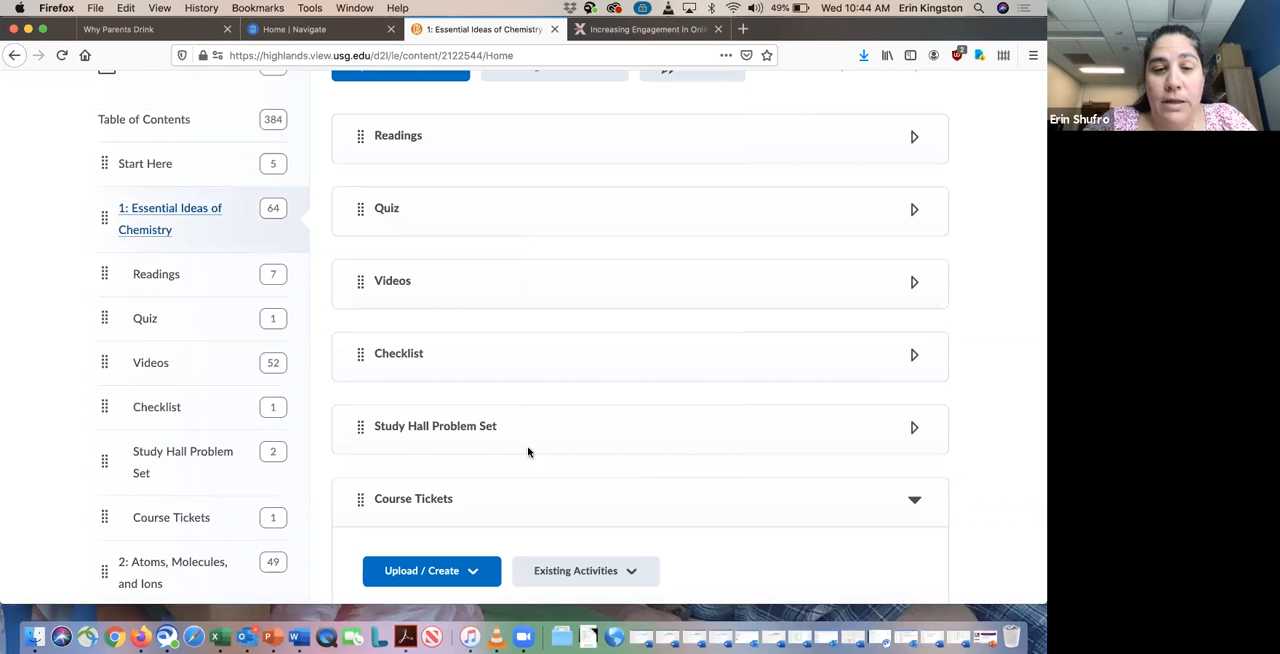 Firefox File Edit View History Bookmarks Tools Window Help 49% Wed 10:44 AM Erin Kingston
Why Parents Drink
Home | Navigate
1: Essential Ideas of Chemistry
Increasing Engagement in Onli
https://highlands.view.usg.edu/d2l/le/content/2122544/Home
Table of Contents 384
Start Here 5
1: Essential Ideas of 64
Chemistry
Readings 7
Quiz 1
Videos 52
Checklist 1
Study Hall Problem 2
Set
Course Tickets 1
2: Atoms, Molecules, 49
and Ions
Readings
Quiz
Videos
Checklist
Study Hall Problem Set
Course Tickets
Upload / Create Existing Activities
Erin Shufro